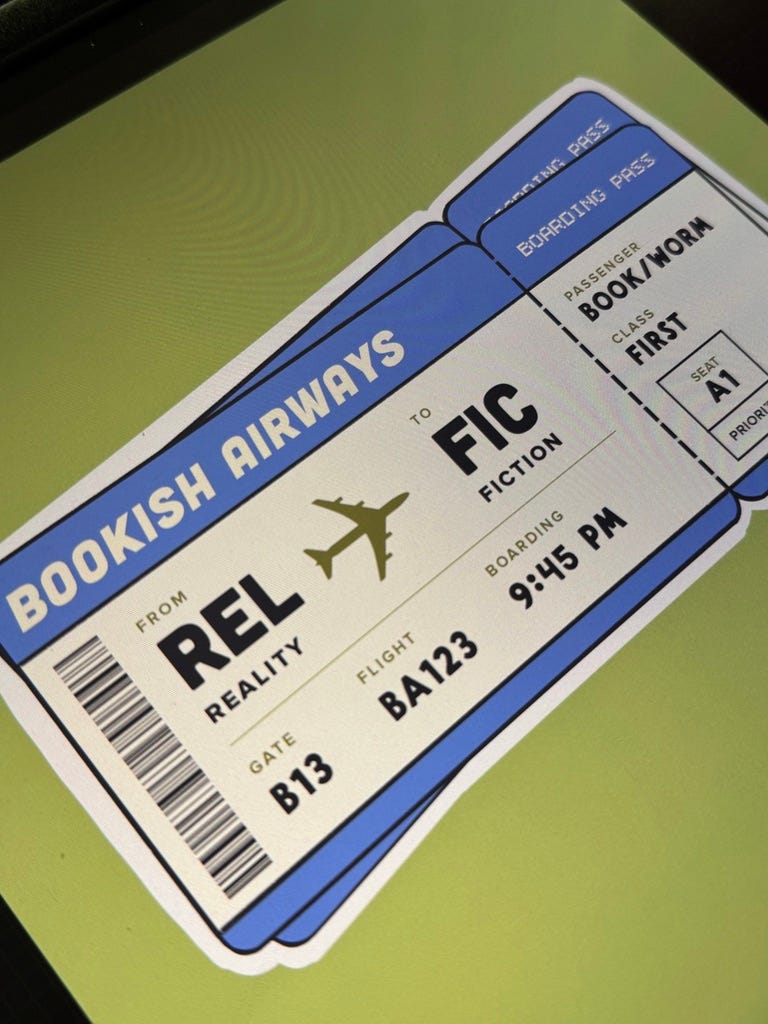 BOOKISH AIRWAYS
FROM
REL
REALITY
TO
FIC
FICTION
GATE
B13
FLIGHT
BA123
BOARDING
9:45 PM
BOARDING PASS
BOARDING PASS
PASSENGER
BOOK/WORM
CLASS
FIRST
SEAT
A1